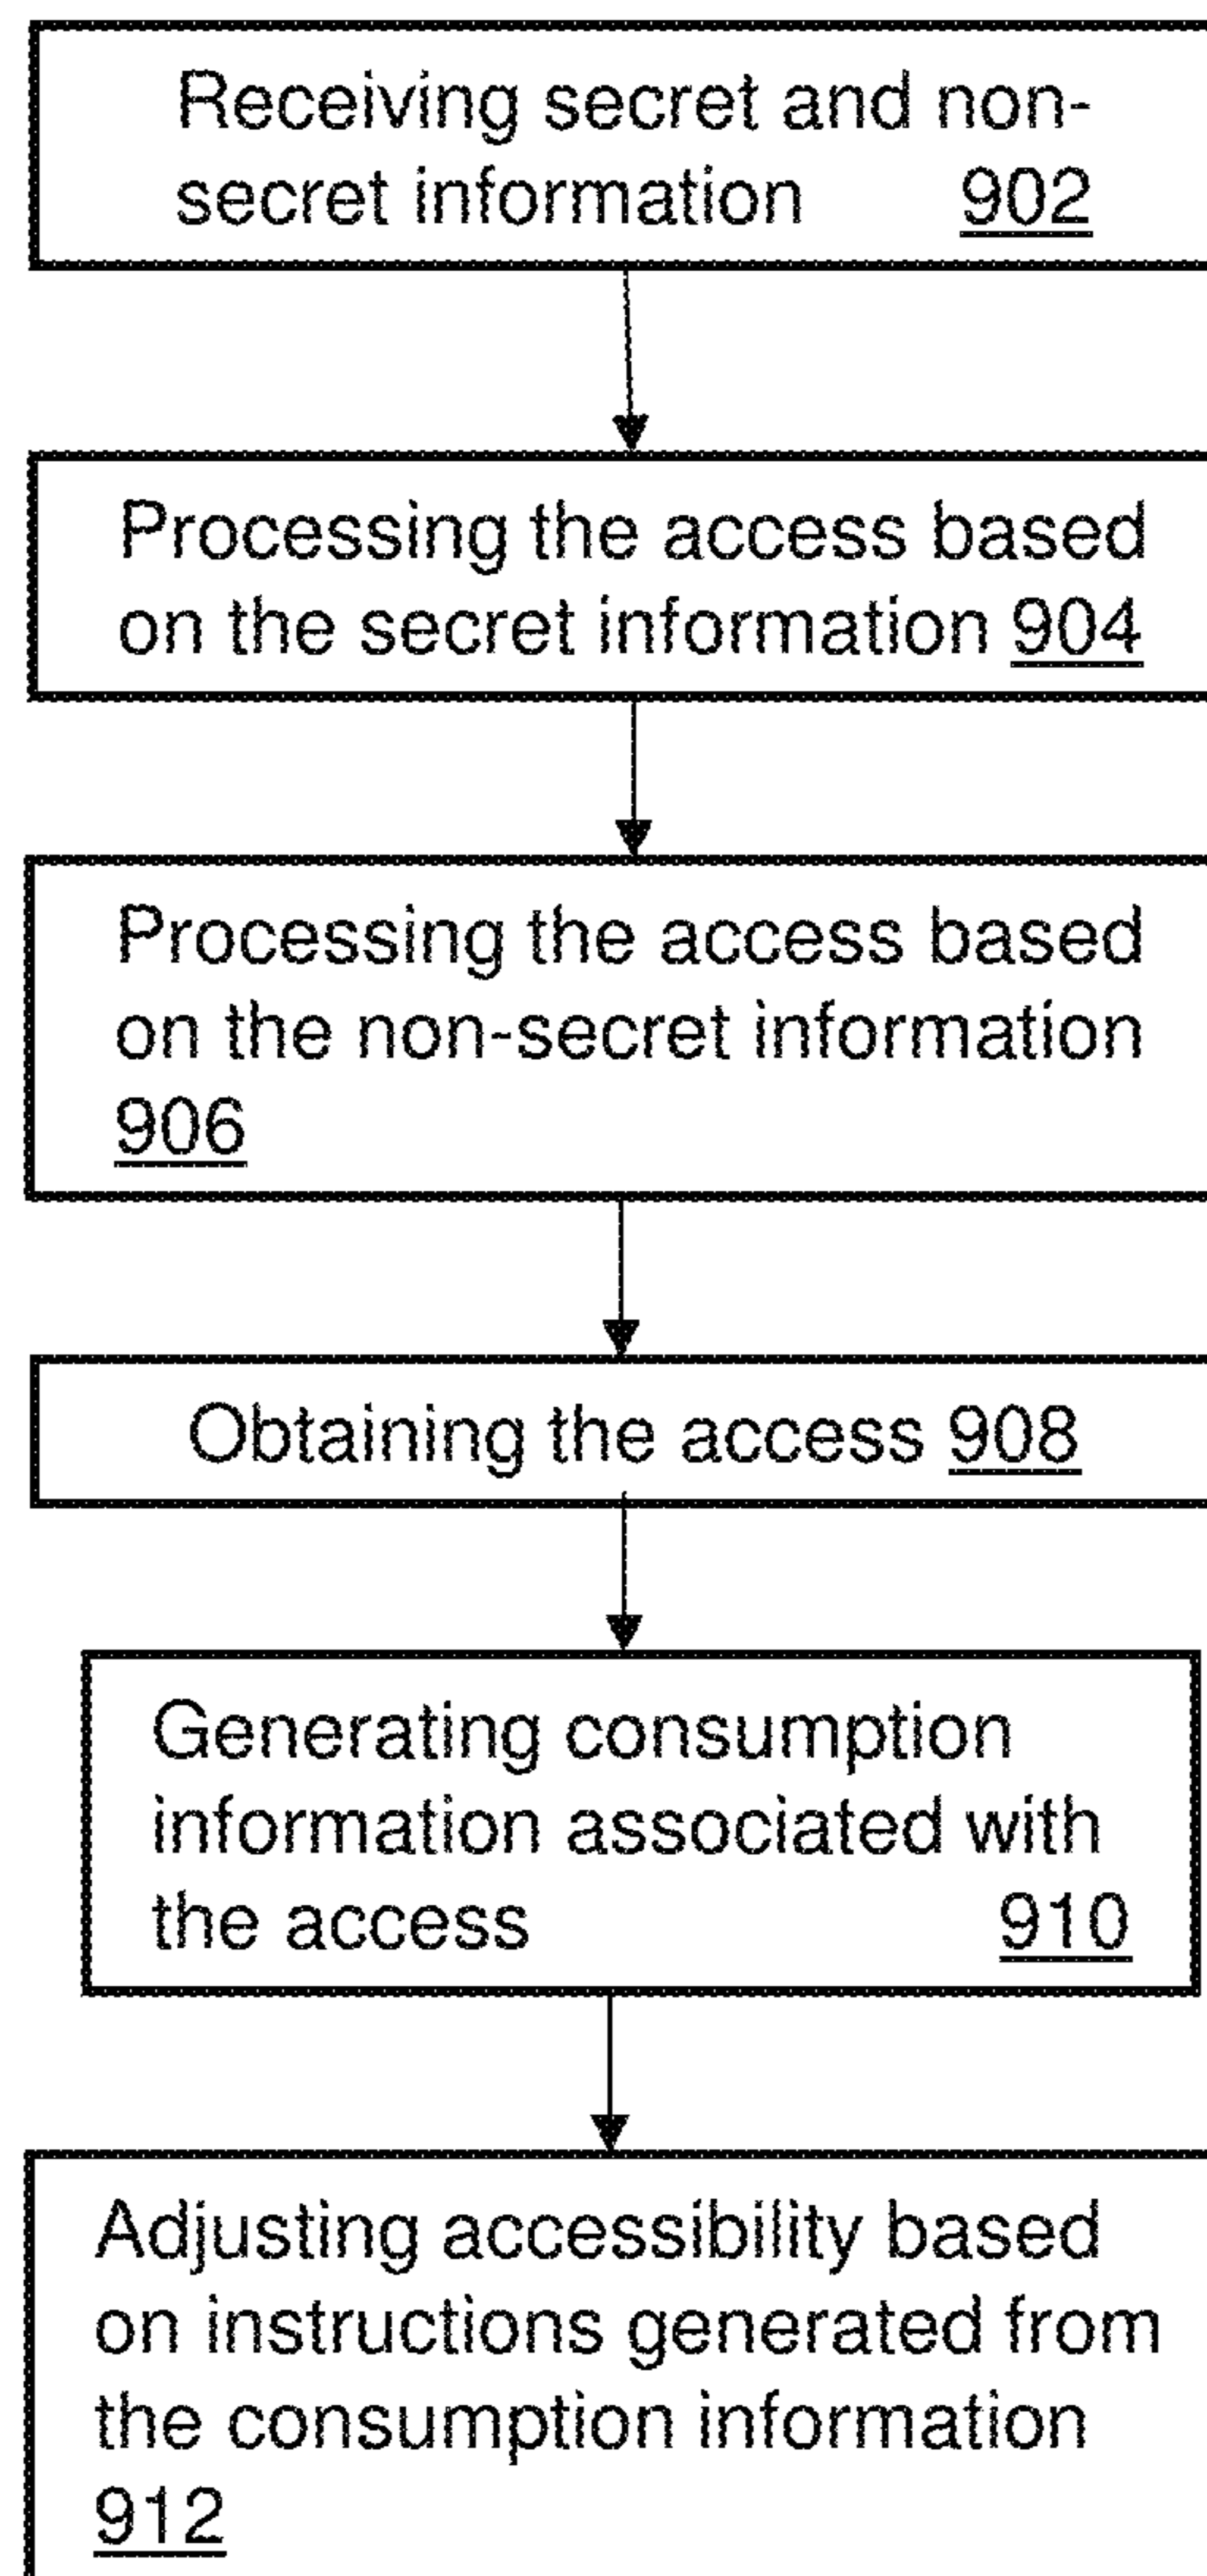 Receiving secret and non-
secret information 902
Processing the access based
on the secret information 904
Processing the access based
on the non-secret information
906
Obtaining the access 908
Generating consumption
information associated with
the access 910
Adjusting accessibility based
on instructions generated from
the consumption information
912